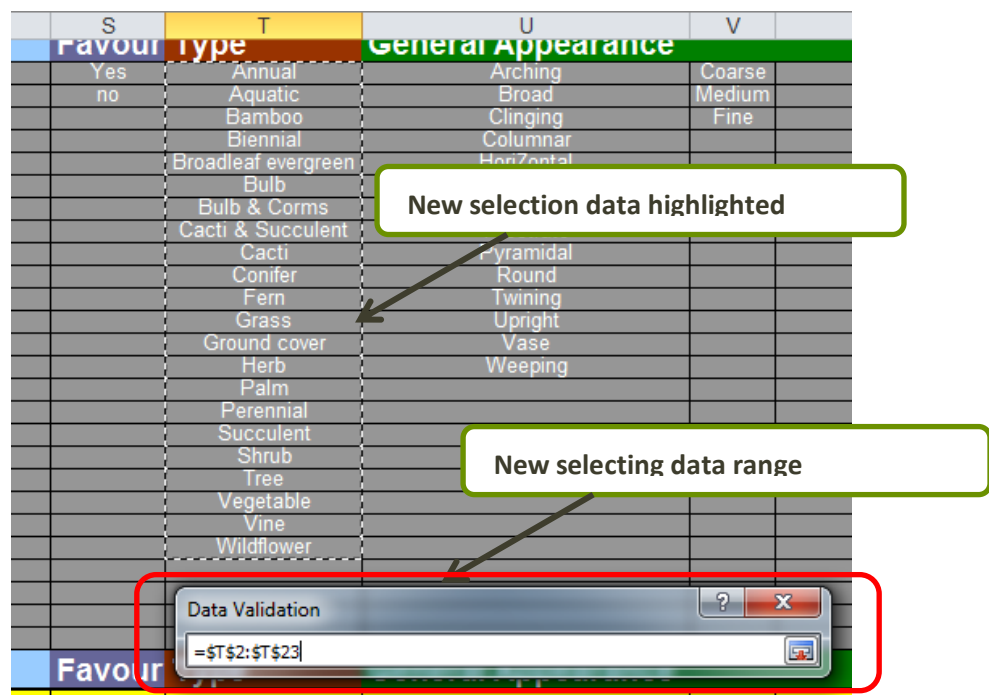 S T U V
Favour Type General Appearance
Yes Annual Arching Coarse
no Aquatic Broad Medium
Bamboo Clinging Fine
Biennial Columnar
Broadleaf evergreen HoriZontal
Bulb
Bulb & Corms
Cacti & Succulent
New selection data highlighted
Cacti Pyramidal
Conifer Round
Fern Twining
Grass Upright
Ground cover Vase
Herb Weeping
Palm
Perennial
Succulent
Shrub
Tree
Vegetable
Vine
Wildflower
New selecting data range
Data Validation ? x
=$T$2:$T$23
Favour Type General Appearance